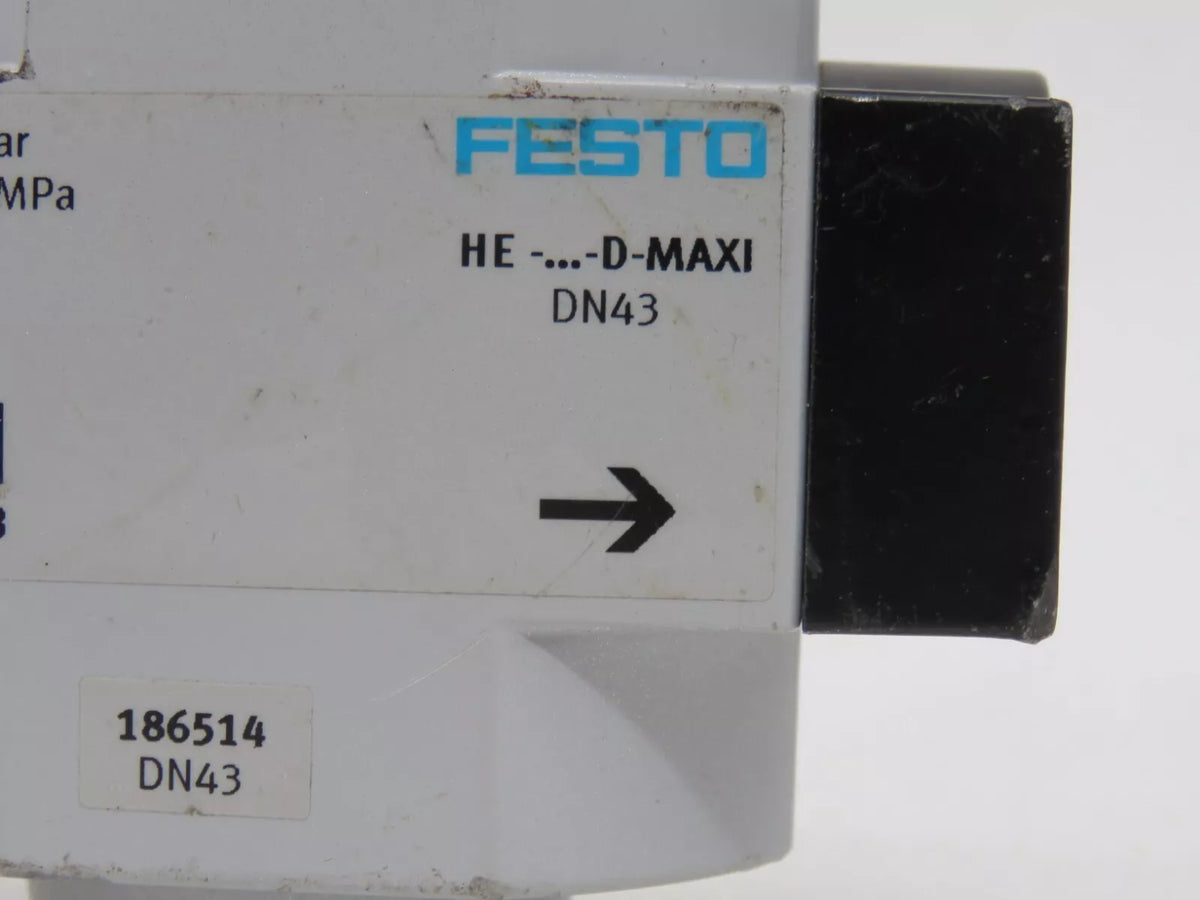 FESTO
ar
MPa
HE -...-D-MAXI
DN43
186514
DN43